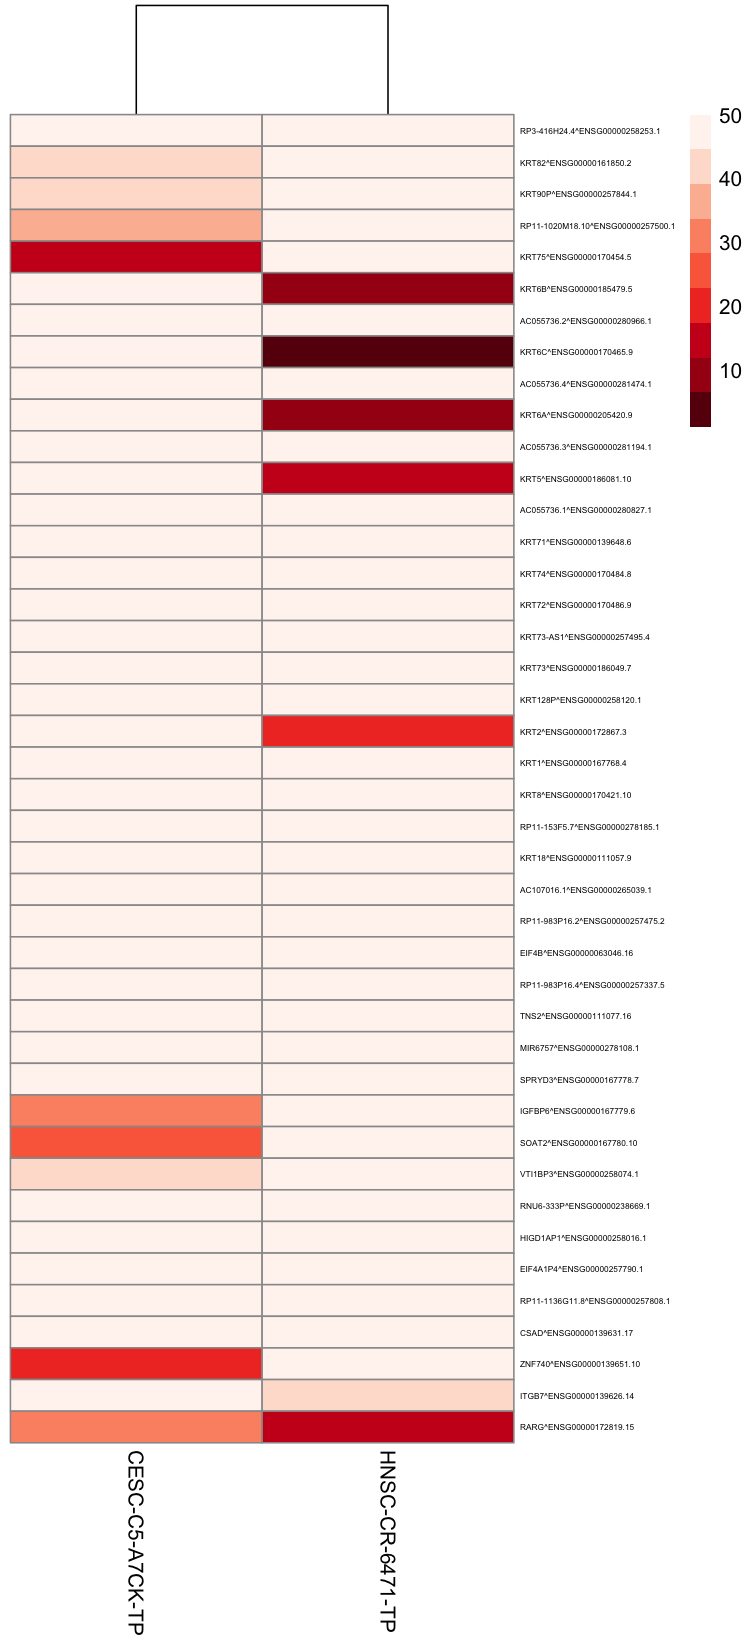 50
40
30
20
10
RP3-416H24.4^ENSG00000258253.1
KRT82^ENSG00000161850.2
KRT90P^ENSG00000257844.1
RP11-1020M18.10^ENSG00000257500.1
KRT75^ENSG00000170454.5
KRT6B^ENSG00000185479.5
AC055736.2^ENSG00000280966.1
KRT6C^ENSG00000170465.9
AC055736.4^ENSG00000281474.1
KRT6A^ENSG00000205420.9
AC055736.3^ENSG00000281194.1
KRT5^ENSG00000186081.10
AC055736.1^ENSG00000280827.1
KRT71^ENSG00000139648.6
KRT74^ENSG00000170484.8
KRT72^ENSG00000170486.9
KRT73-AS1^ENSG00000257495.4
KRT73^ENSG00000186049.7
KRT128P^ENSG00000258120.1
KRT2^ENSG00000172867.3
KRT1^ENSG00000167768.4
KRT8^ENSG00000170421.10
RP11-153F5.7^ENSG00000278185.1
KRT18^ENSG00000111057.9
AC107016.1^ENSG00000265039.1
RP11-983P16.2^ENSG00000257475.2
EIF4B^ENSG00000063046.16
RP11-983P16.4^ENSG00000257337.5
TNS2^ENSG00000111077.16
MIR6757^ENSG00000278108.1
SPRYD3^ENSG00000167778.7
IGFBP6^ENSG00000167779.6
SOAT2^ENSG00000167780.10
VTI1BP3^ENSG00000258074.1
RNU6-333P^ENSG00000238669.1
HIGD1AP1^ENSG00000258016.1
EIF4A1P4^ENSG00000257790.1
RP11-1136G11.8^ENSG00000257808.1
CSAD^ENSG00000139631.17
ZNF740^ENSG00000139651.10
ITGB7^ENSG00000139626.14
RARG^ENSG00000172819.15
CESC-C5-A7CK-TP
HNSC-CR-6471-TP